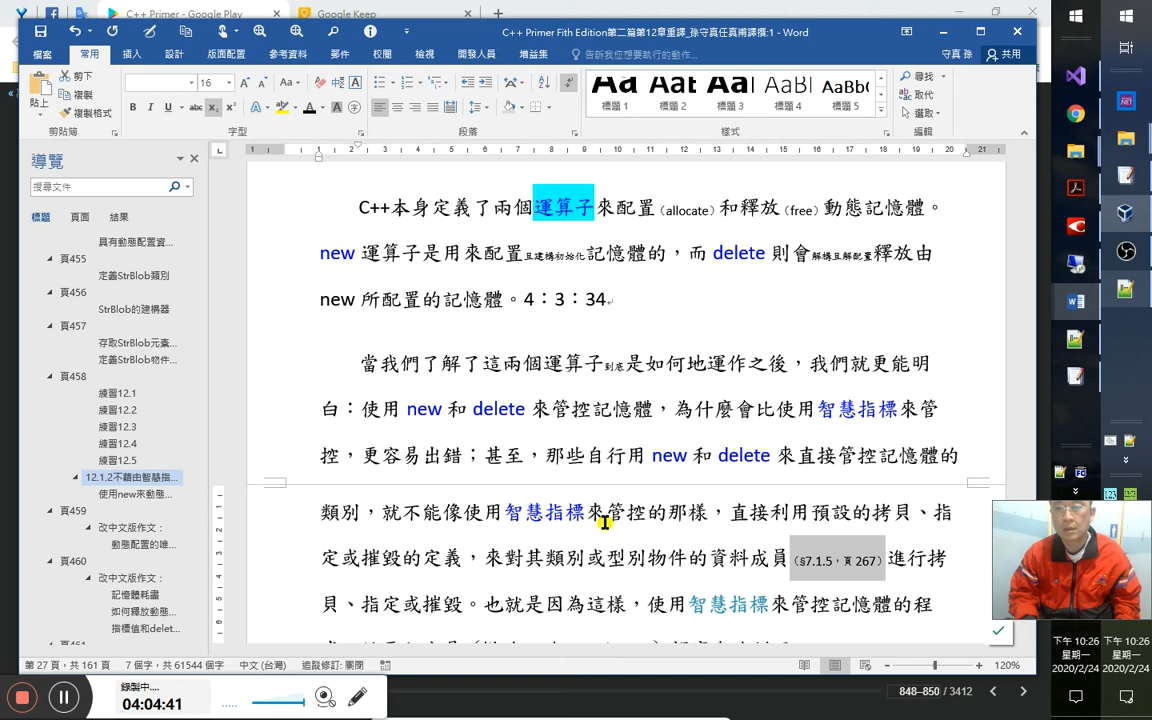 C++ Primer - Google Play
Google Keep
C++ Primer Fith Edition第二篇第12章重譯_孫守真任真甫譯撰:1 - Word
檔案 常用 插入 設計 版面配置 參考資料 郵件 校閱 檢視 開發人員 增益集 告訴我您想要執行的動作... 守真 孫 共用
貼上 剪下 複製 複製格式
16
標題 1 標題 2 標題 3 標題 4 標題 5
尋找 取代 選取
剪貼簿 字型 段落 樣式 編輯
導覽
搜尋文件
標題 頁面 結果
具有動態配置資...
頁455
定義StrBlob類別
頁456
StrBlob的建構器
頁457
存取StrBlob元素...
定義StrBlob物件...
頁458
練習12.1
練習12.2
練習12.3
練習12.4
練習12.5
12.1.2不藉由智慧指...
使用new來動態...
頁459
改中文版作文：
動態配置的唯...
頁460
改中文版作文：
記憶體耗盡
如何釋放動態...
指標值和delet...
C++本身定義了兩個運算子來配置（allocate）和釋放（free）動態記憶體。
new 運算子是用來配置且建構初始化記憶體的，而 delete 則會解構且解配置釋放由
new 所配置的記憶體。4：3：34
當我們了解了這兩個運算子到底是如何地運作之後，我們就更能明
白：使用 new 和 delete 來管控記憶體，為什麼會比使用智慧指標來管
控，更容易出錯；甚至，那些自行用 new 和 delete 來直接管控記憶體的
類別，就不能像使用智慧指標來管控的那樣，直接利用預設的拷貝、指
定或摧毀的定義，來對其類別或型別物件的資料成員（§7.1.5，頁 267）進行拷
貝、指定或摧毀。也就是因為這樣，使用智慧指標來管控記憶體的程
第 27 頁，共 161 頁 7 個字，共 61544 個字 中文 (台灣) 追蹤修訂: 關閉 120%
錄製中....
04:04:41
848–850 / 3412
下午 10:26
星期一
2020/2/24
下午 10:26
星期一
2020/2/24